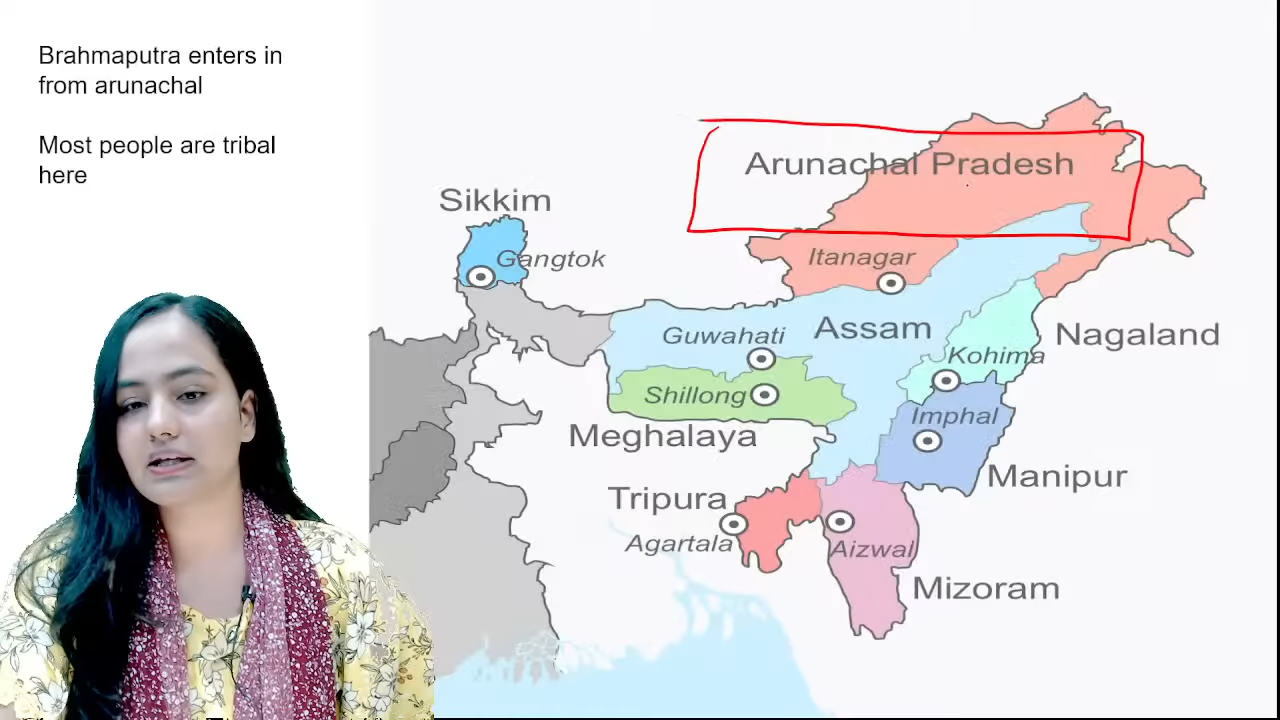 Brahmaputra enters in
from arunachal
Most people are tribal
here
Arunachal Pradesh
Sikkim
Gangtok
Itanagar
Guwahati
Assam
Nagaland
Kohima
Shillong
Imphal
Meghalaya
Manipur
Tripura
Agartala
Aizwal
Mizoram